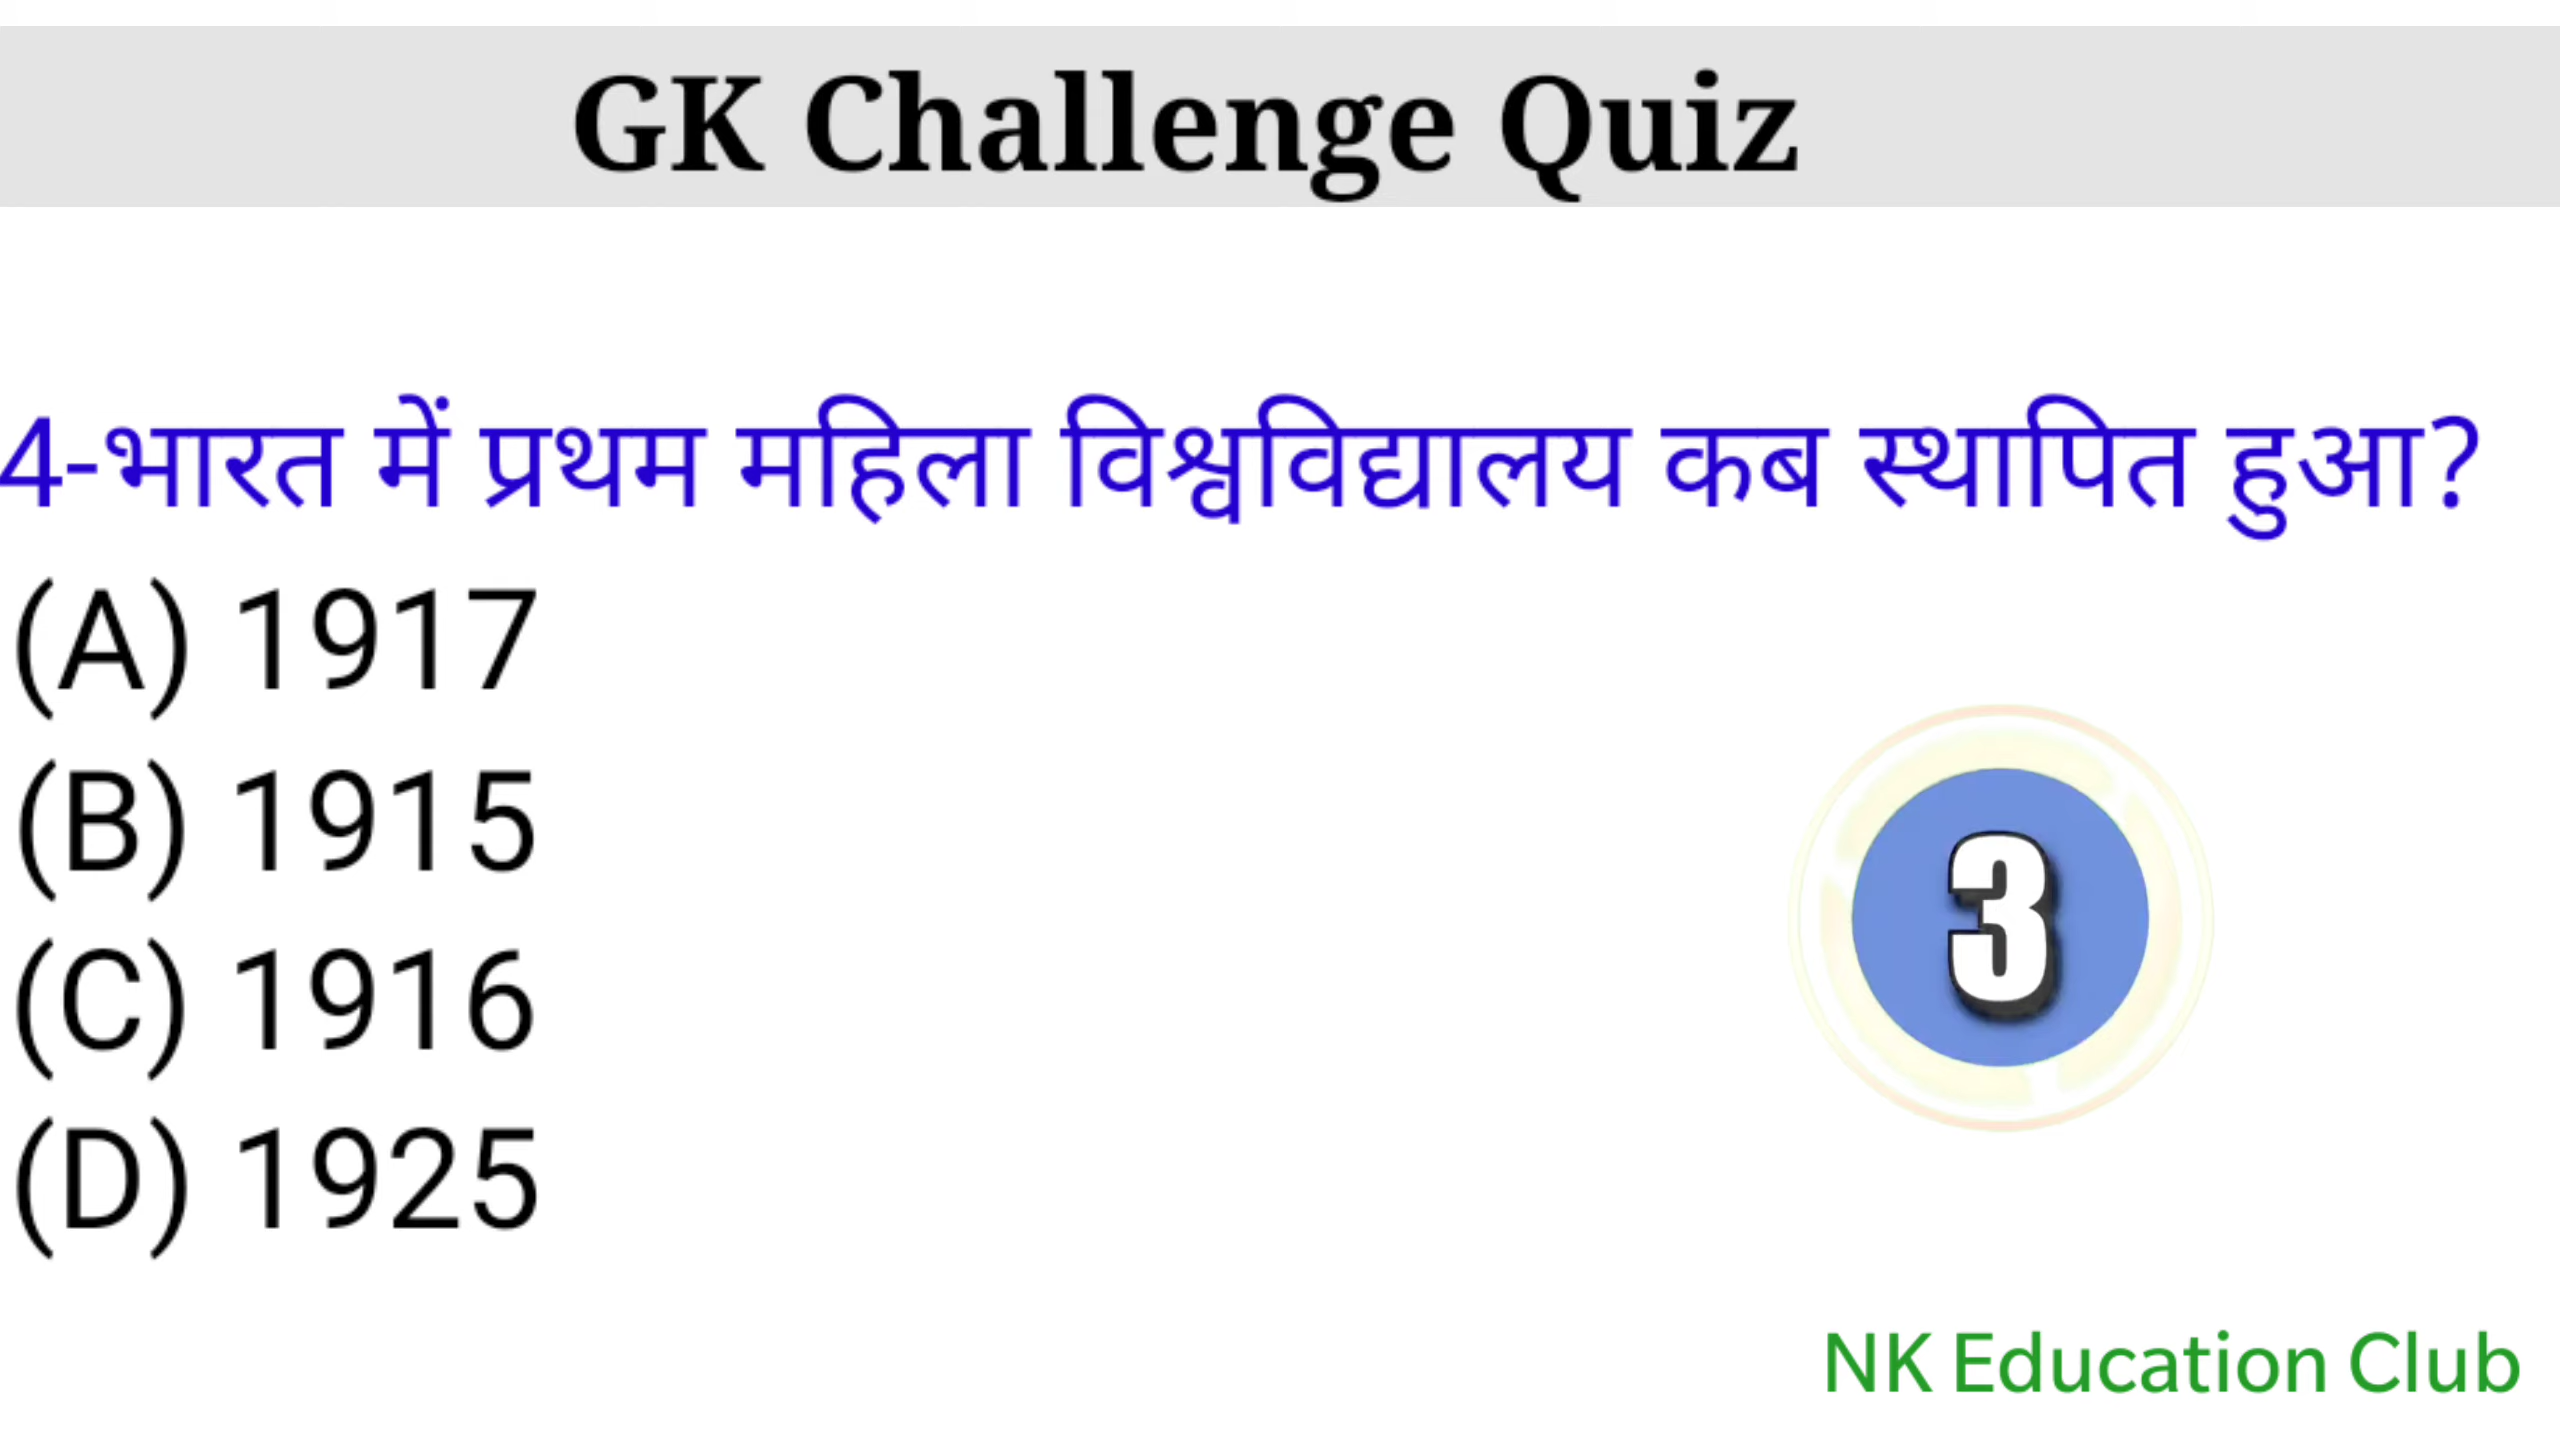 GK Challenge Quiz
4-भारत में प्रथम महिला विश्वविद्यालय कब स्थापित हुआ?
(A) 1917
(B) 1915
(C) 1916
(D) 1925
3
NK Education Club